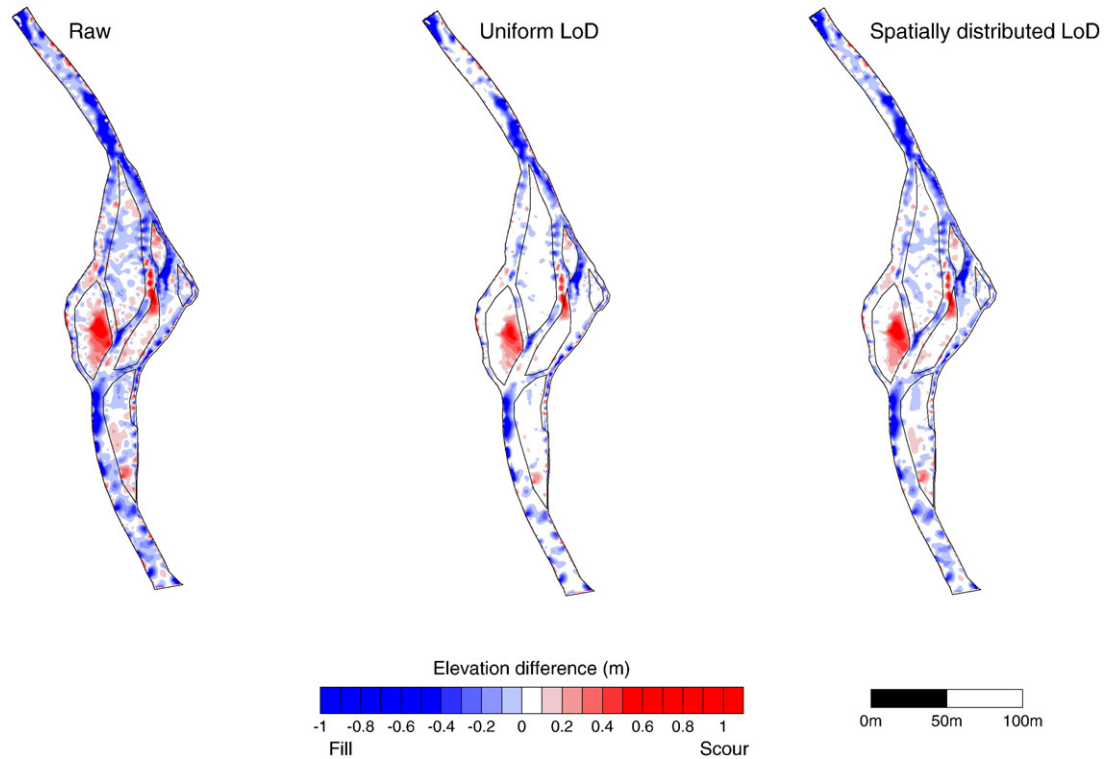 Raw Uniform LoD Spatially distributed LoD
Elevation difference (m)
-1 -0.8 -0.6 -0.4 -0.2 0 0.2 0.4 0.6 0.8 1
0m 50m 100m
Fill Scour